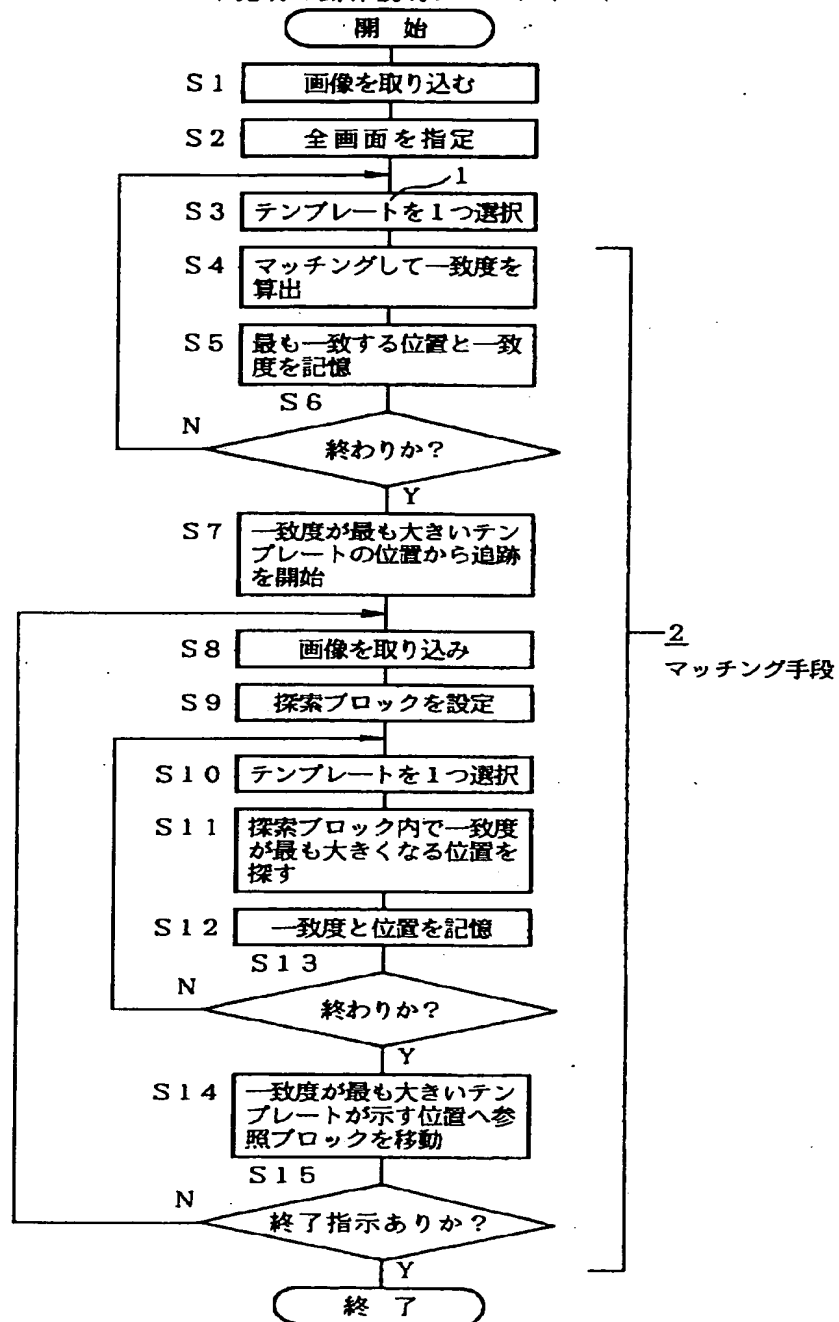 開 始
S1 画像を取り込む
S2 全画面を指定
1
S3 テンプレートを1つ選択
S4 マッチングして一致度を
算出
S5 最も一致する位置と一致
度を記憶
S6
N
終わりか?
Y
S7 一致度が最も大きいテン
プレートの位置から追跡
を開始
S8 画像を取り込み
2
マッチング手段
S9 探索ブロックを設定
S10 テンプレートを1つ選択
S11 探索ブロック内で一致度
が最も大きくなる位置を
探す
S12 一致度と位置を記憶
S13
N
終わりか?
Y
S14 一致度が最も大きいテン
プレートが示す位置へ参
照ブロックを移動
S15
N
終了指示ありか?
Y
終 了